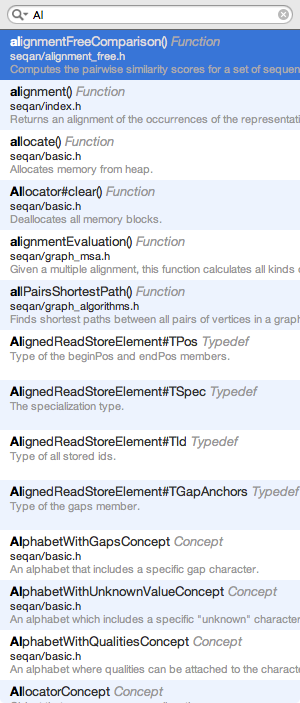 Al
alignmentFreeComparison() Function
seqan/alignment_free.h
Computes the pairwise similarity scores for a set of
alignment() Function
seqan/index.h
Returns an alignment of the occurrences of the
allocate() Function
seqan/basic.h
Allocates memory from heap.
Allocator#clear() Function
seqan/basic.h
Deallocates all memory blocks.
alignmentEvaluation() Function
seqan/graph_msa.h
Given a multiple alignment, this function calculates all kinds
allPairsShortestPath() Function
seqan/graph_algorithms.h
Finds shortest paths between all pairs of vertices in a
AlignedReadStoreElement#TPos Typedef
Type of the beginPos and endPos members.
AlignedReadStoreElement#TSpec Typedef
The specialization type.
AlignedReadStoreElement#TId Typedef
Type of all stored ids.
AlignedReadStoreElement#TGapAnchors Typedef
Type of the gaps member.
AlphabetWithGapsConcept Concept
seqan/basic.h
An alphabet that includes a specific gap character.
AlphabetWithUnknownValueConcept Concept
seqan/basic.h
An alphabet which includes a specific "unknown"
AlphabetWithQualitiesConcept Concept
seqan/basic.h
An alphabet where qualities can be attached to the
AllocatorConcept Concept